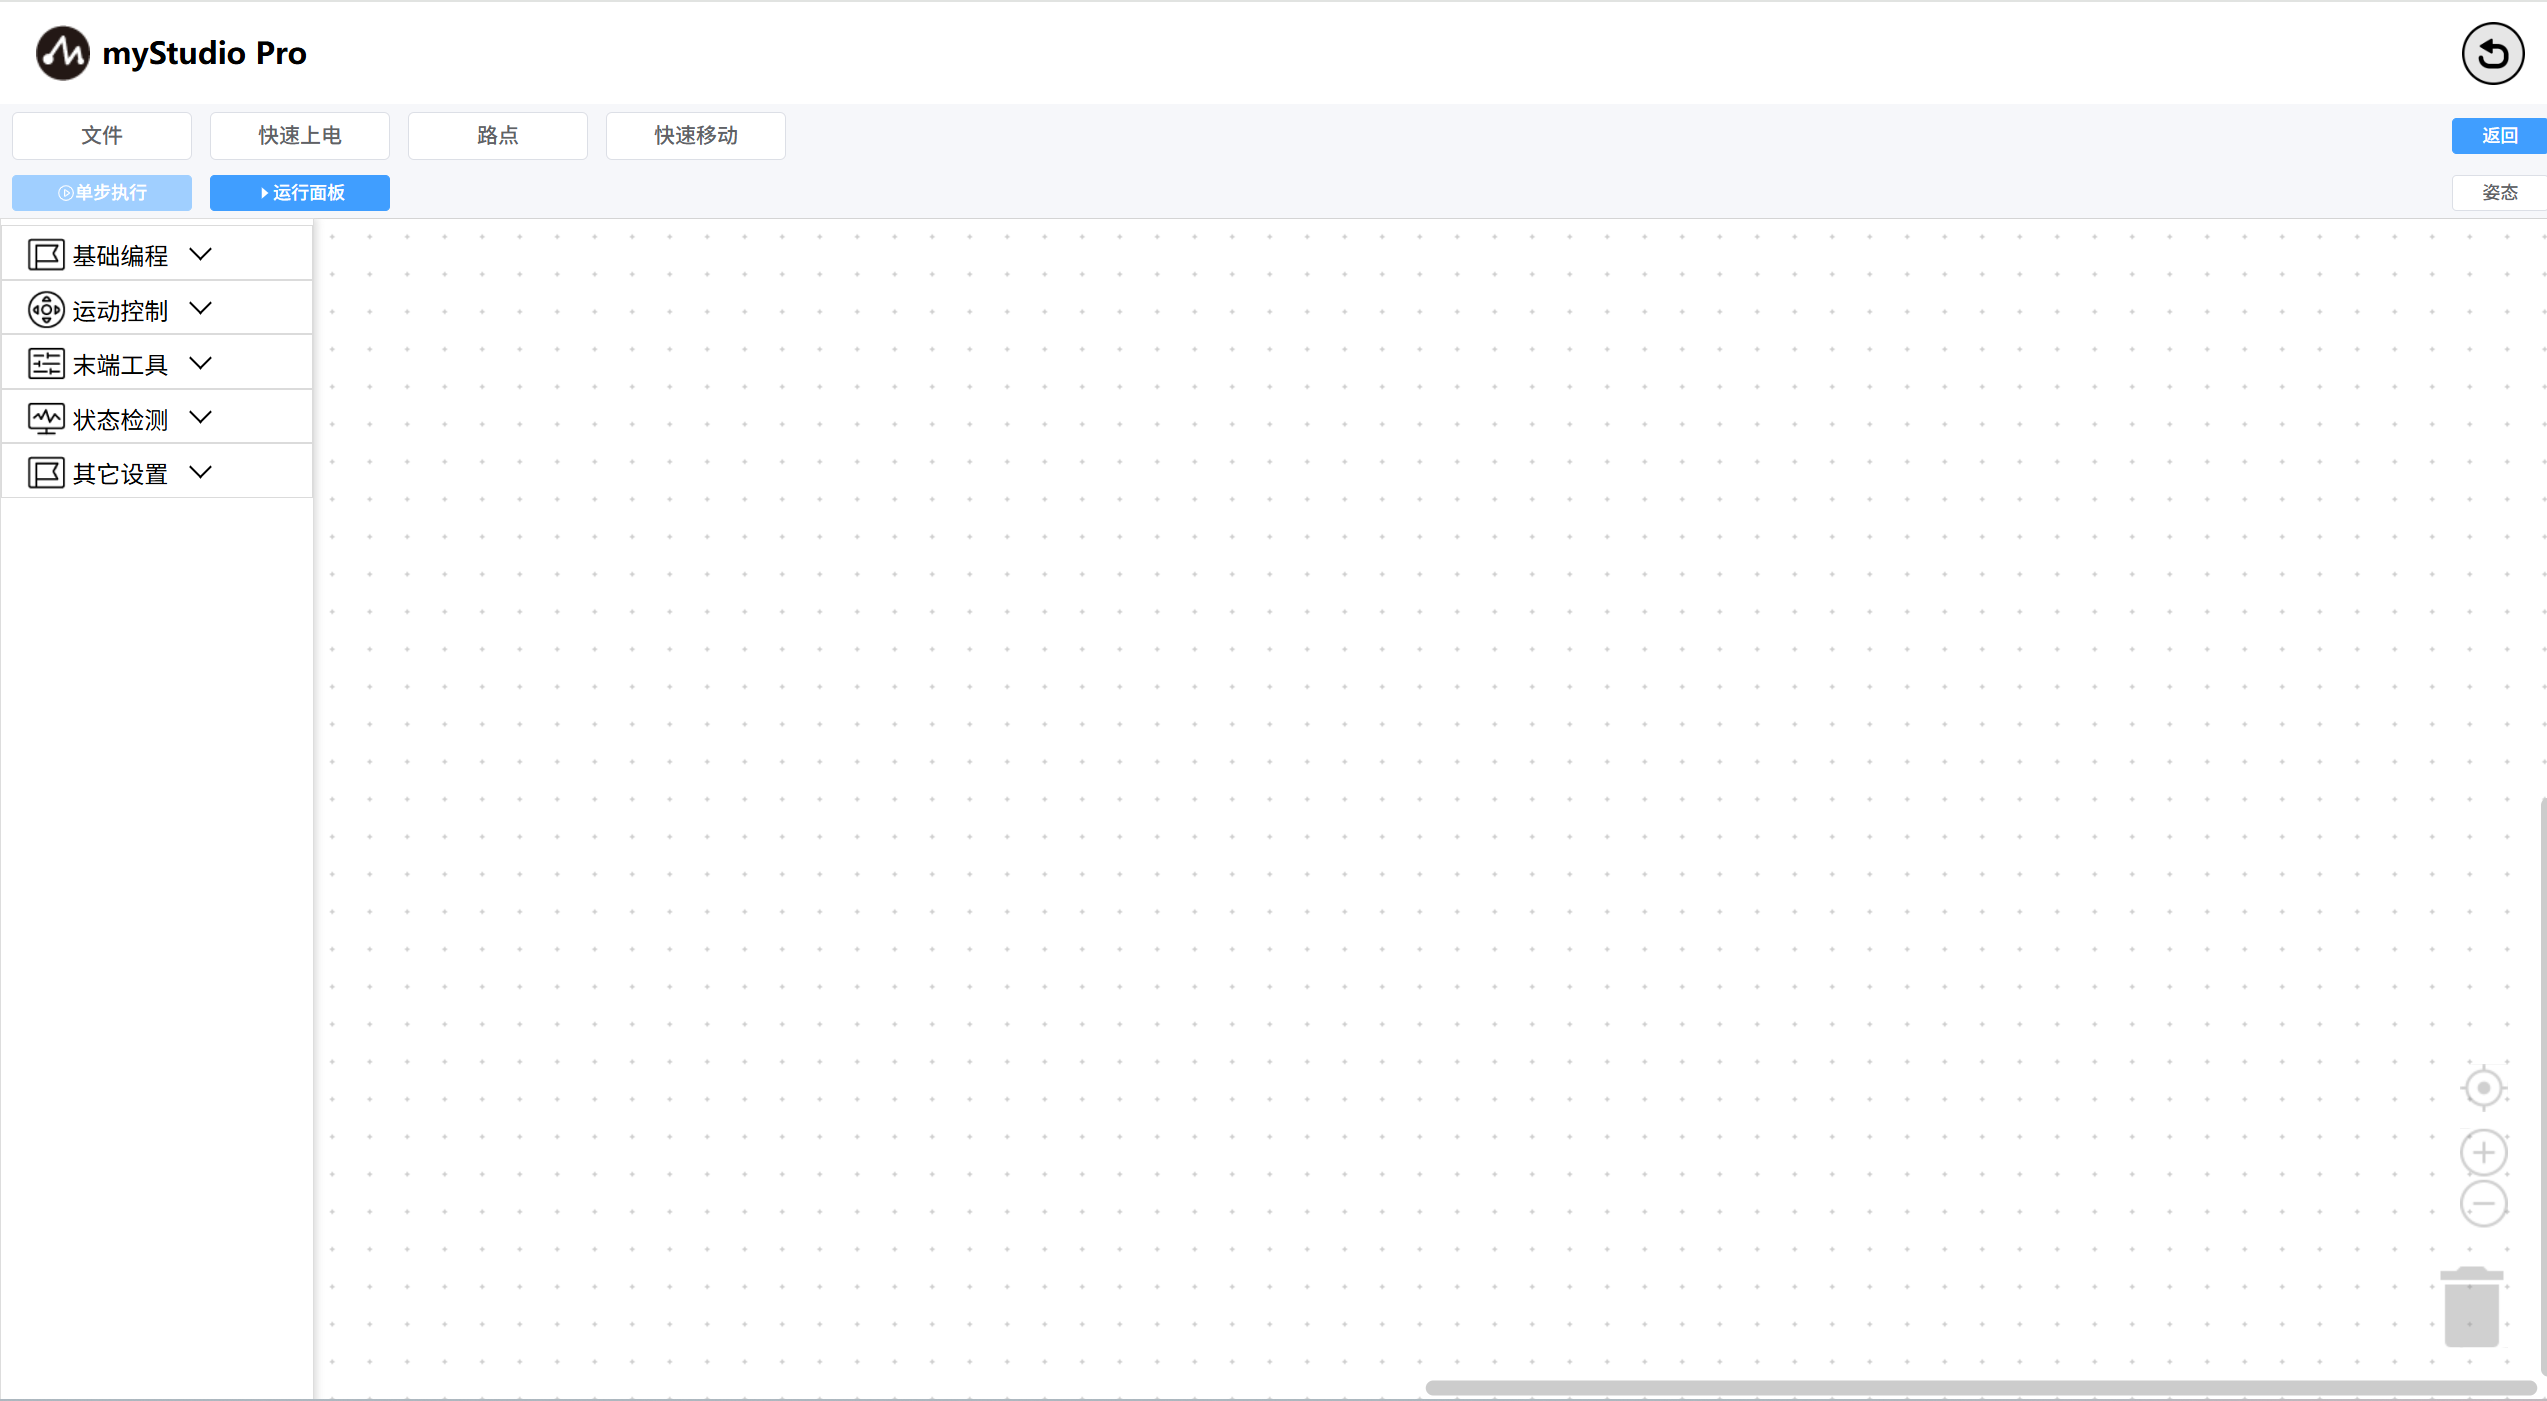 myStudio Pro
文件 快速上电 路点 快速移动 返回
单步执行 运行面板 姿态
基础编程
运动控制
末端工具
状态检测
其它设置